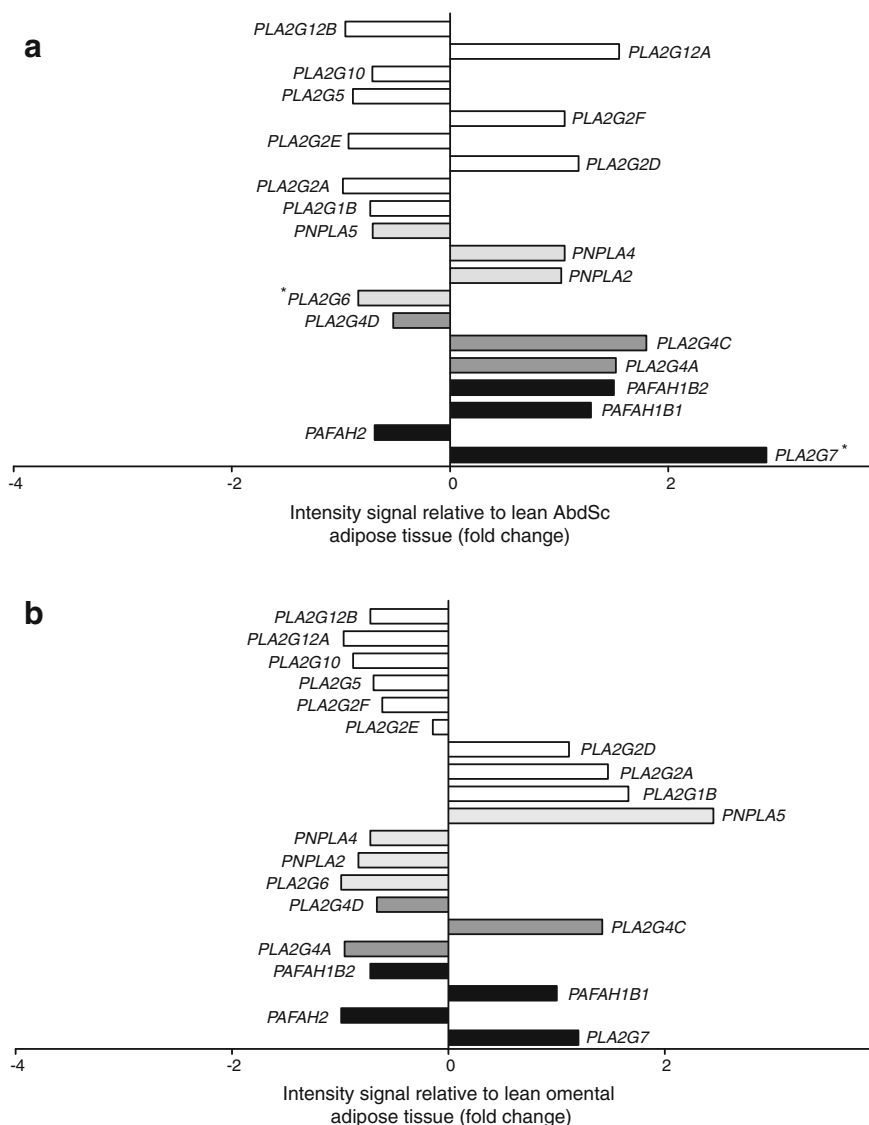 a
PLA2G12B
PLA2G12A
PLA2G10
PLA2G5
PLA2G2F
PLA2G2E
PLA2G2D
PLA2G2A
PLA2G1B
PNPLA5
PNPLA4
PNPLA2
*PLA2G6
PLA2G4D
PLA2G4C
PLA2G4A
PAFAH1B2
PAFAH1B1
PAFAH2
PLA2G7*
-4 -2 0 2
Intensity signal relative to lean AbdSc
adipose tissue (fold change)
b
PLA2G12B
PLA2G12A
PLA2G10
PLA2G5
PLA2G2F
PLA2G2E
PLA2G2D
PLA2G2A
PLA2G1B
PNPLA5
PNPLA4
PNPLA2
PLA2G6
PLA2G4D
PLA2G4C
PLA2G4A
PAFAH1B2
PAFAH1B1
PAFAH2
PLA2G7
-4 -2 0 2
Intensity signal relative to lean omental
adipose tissue (fold change)